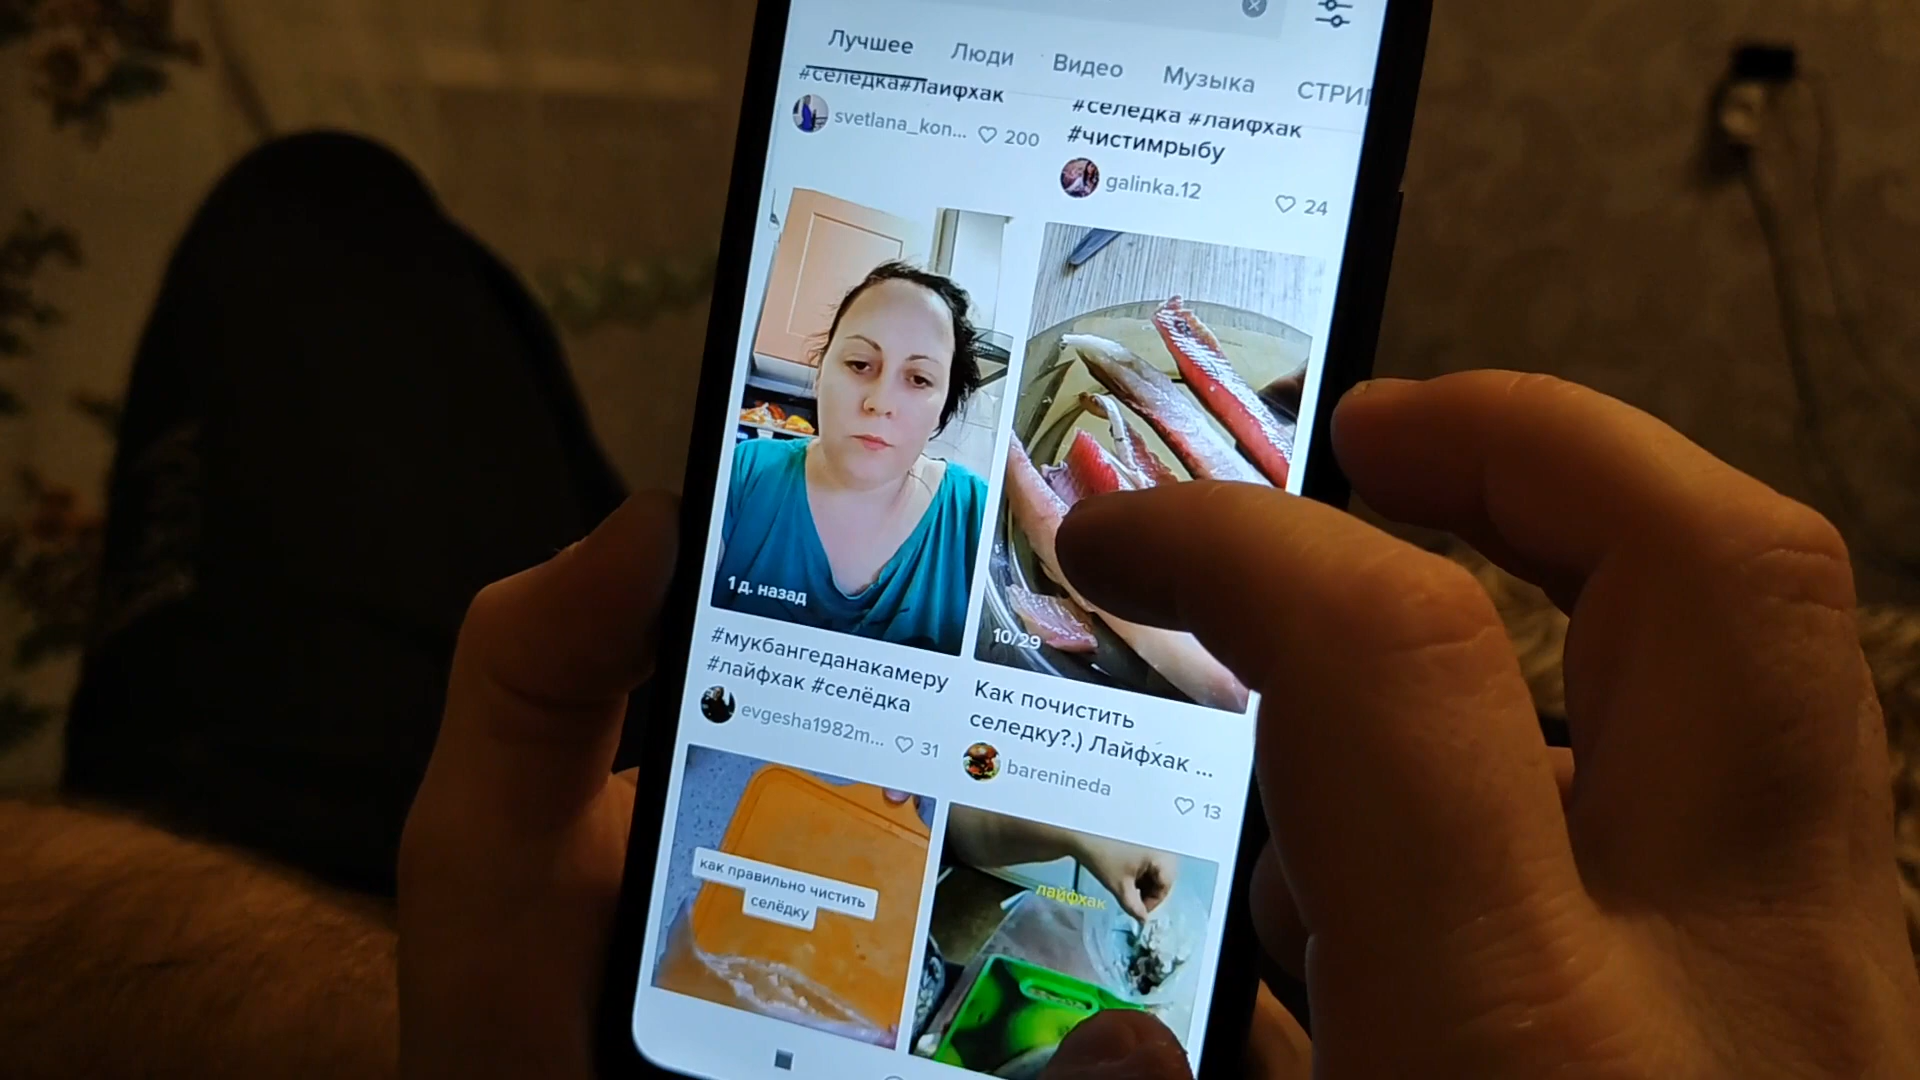 Лучшее Люди Видео Музыка
#селедка#лайфхак
svetlana_kon... 200
#селедка #лайфхак
#чистимрыбу
galinka.12 24
1 д. назад
#мукбангеданакамеру
#лайфхак #селёдка
evgesha1982m... 31
10/29
Как почистить
селедку?.) Лайфхак ...
barenineda 13
как правильно чистить
селёдку
лайфхак